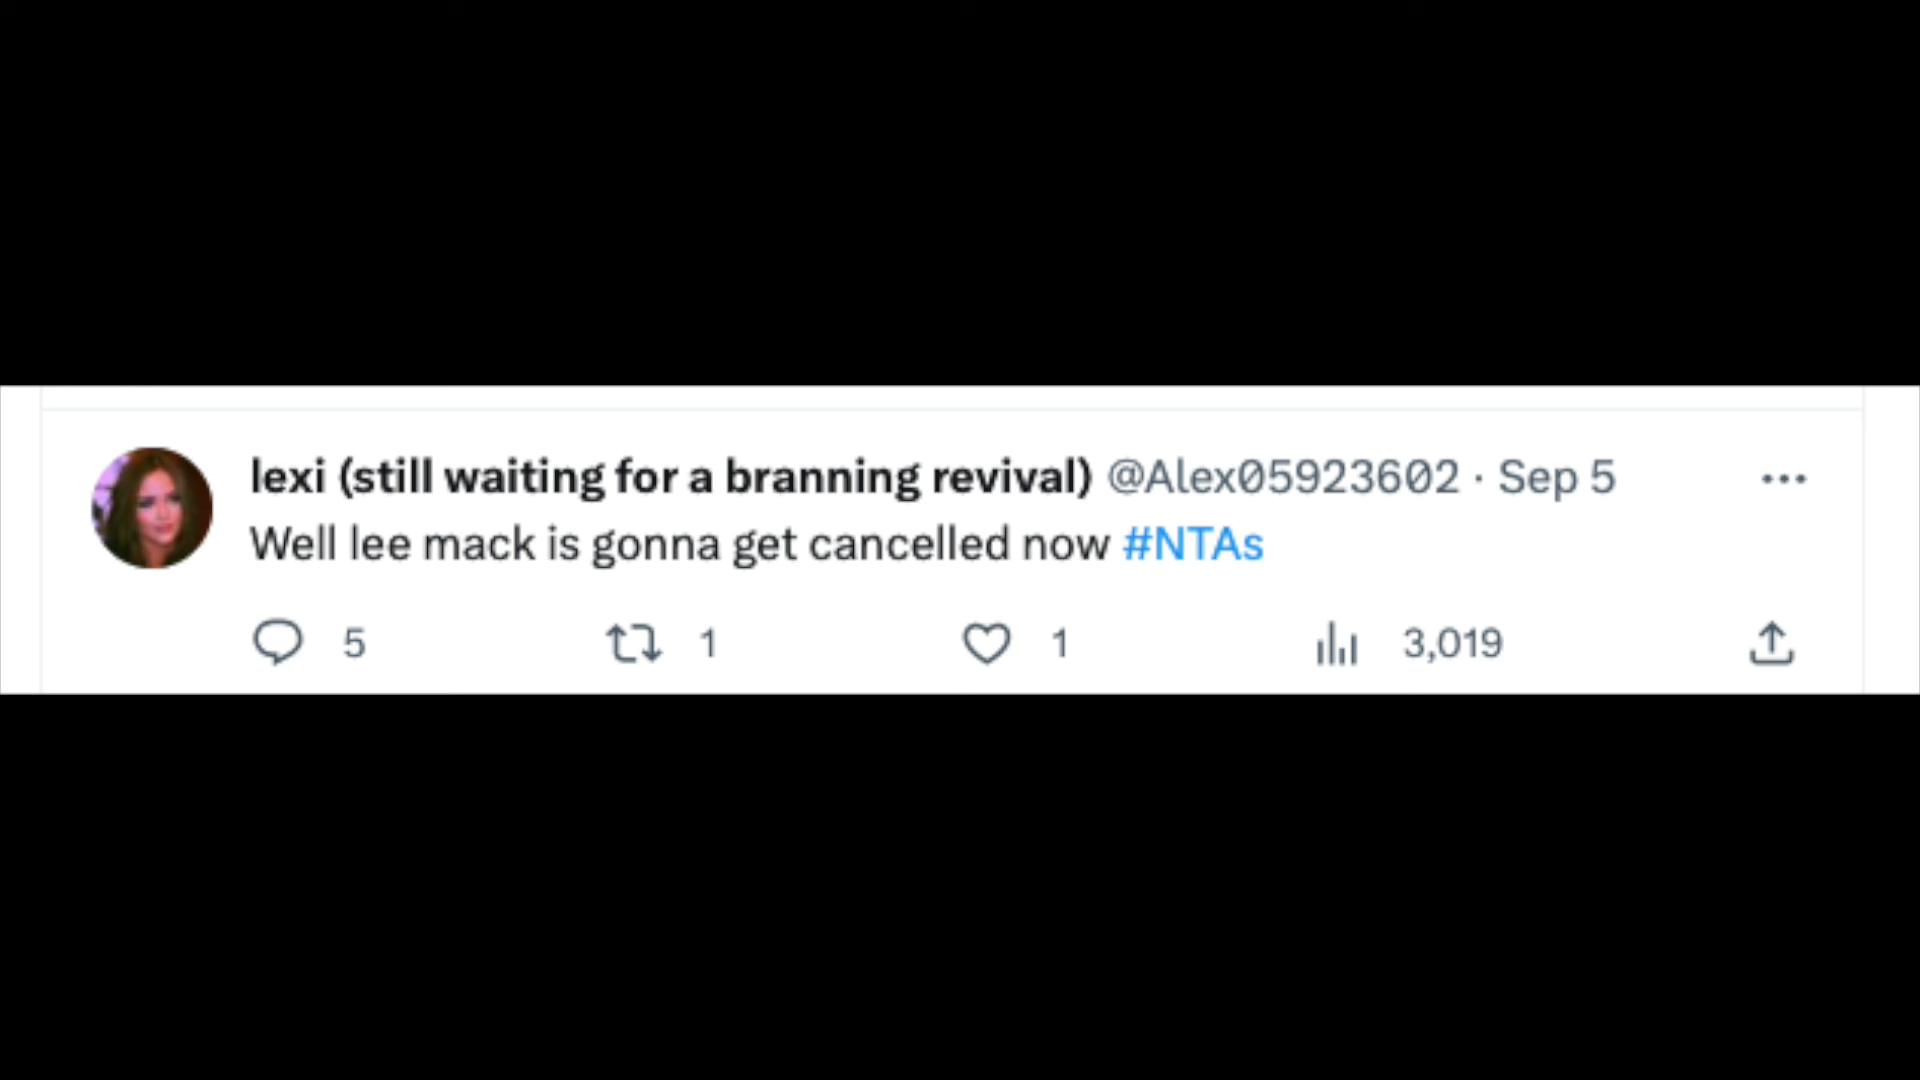 lexi (still waiting for a branning revival) @Alex05923602 · Sep 5
Well lee mack is gonna get cancelled now #NTAs
5 1 1 3,019